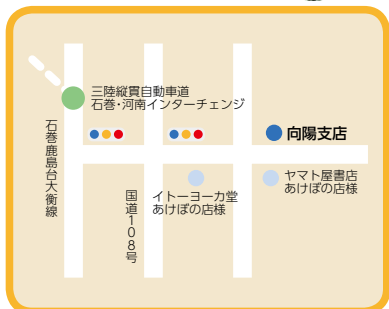 三陸縦貫自動車道
石巻・河南インターチェンジ
石巻鹿島台大衡線
国道108号
向陽支店
イトーヨーカ堂
あけぼの店様
ヤマト屋書店
あけぼの店様